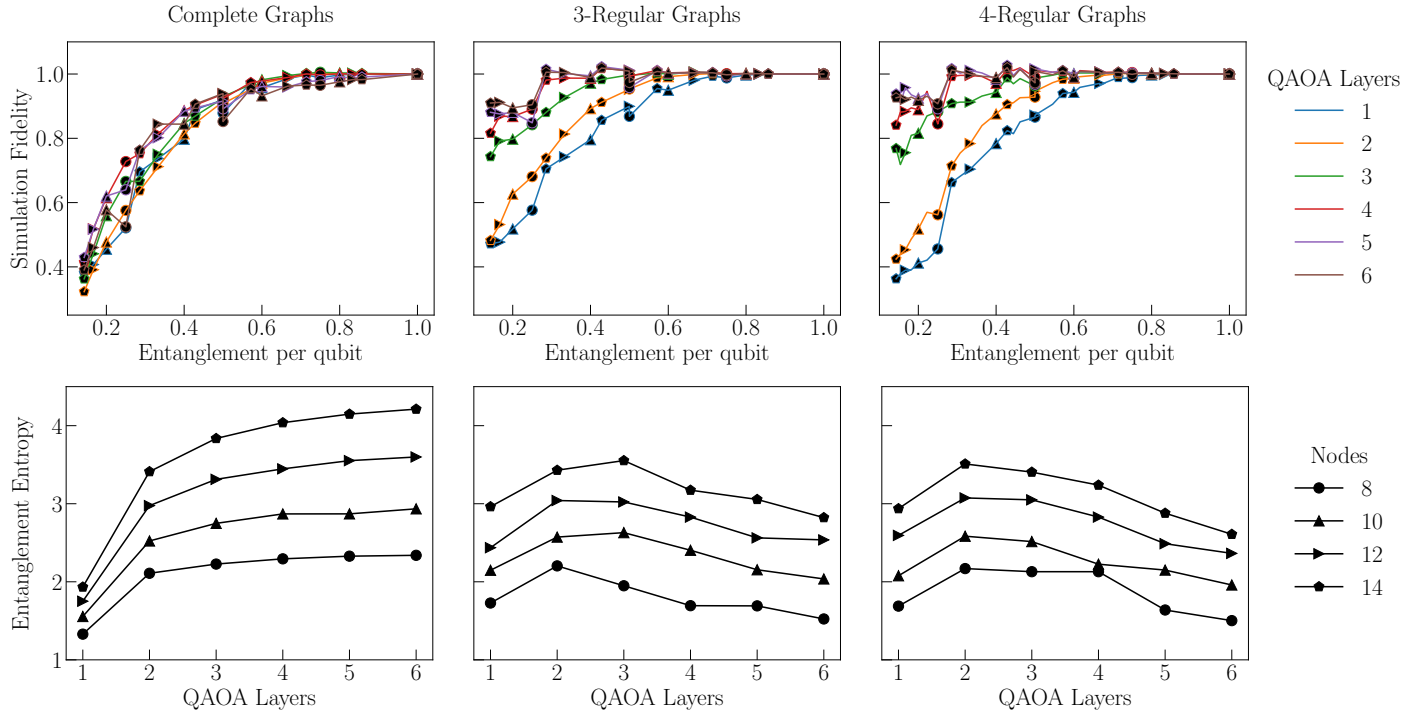 Complete Graphs
3-Regular Graphs
4-Regular Graphs
Simulation Fidelity
1.0
0.8
0.6
0.4
0.2 0.4 0.6 0.8 1.0
0.2 0.4 0.6 0.8 1.0
0.2 0.4 0.6 0.8 1.0
Entanglement per qubit
Entanglement per qubit
Entanglement per qubit
QAOA Layers
1
2
3
4
5
6
Entanglement Entropy
4
3
2
1
1 2 3 4 5 6
1 2 3 4 5 6
1 2 3 4 5 6
QAOA Layers
QAOA Layers
QAOA Layers
Nodes
8
10
12
14